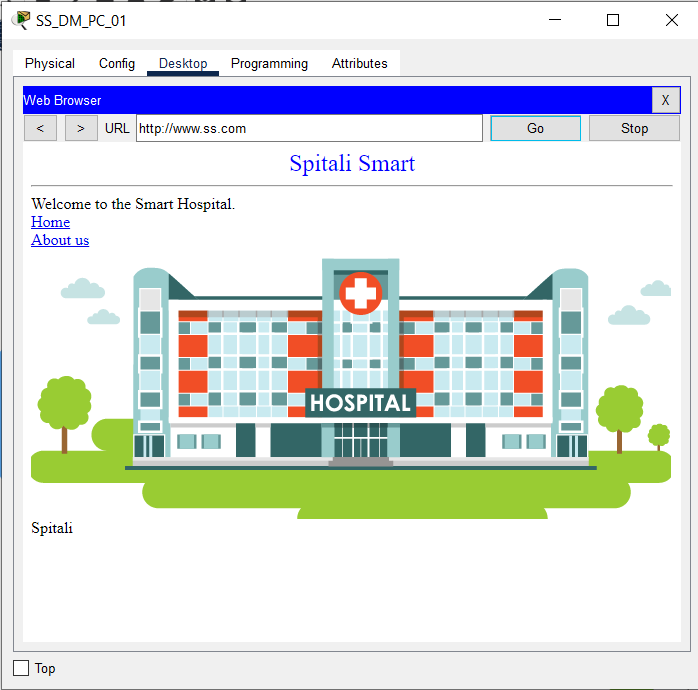 SS_DM_PC_01
Physical Config Desktop Programming Attributes
Web Browser X
< > URL http://www.ss.com Go Stop
Spitali Smart
Welcome to the Smart Hospital.
Home
About us
HOSPITAL
Spitali
Top